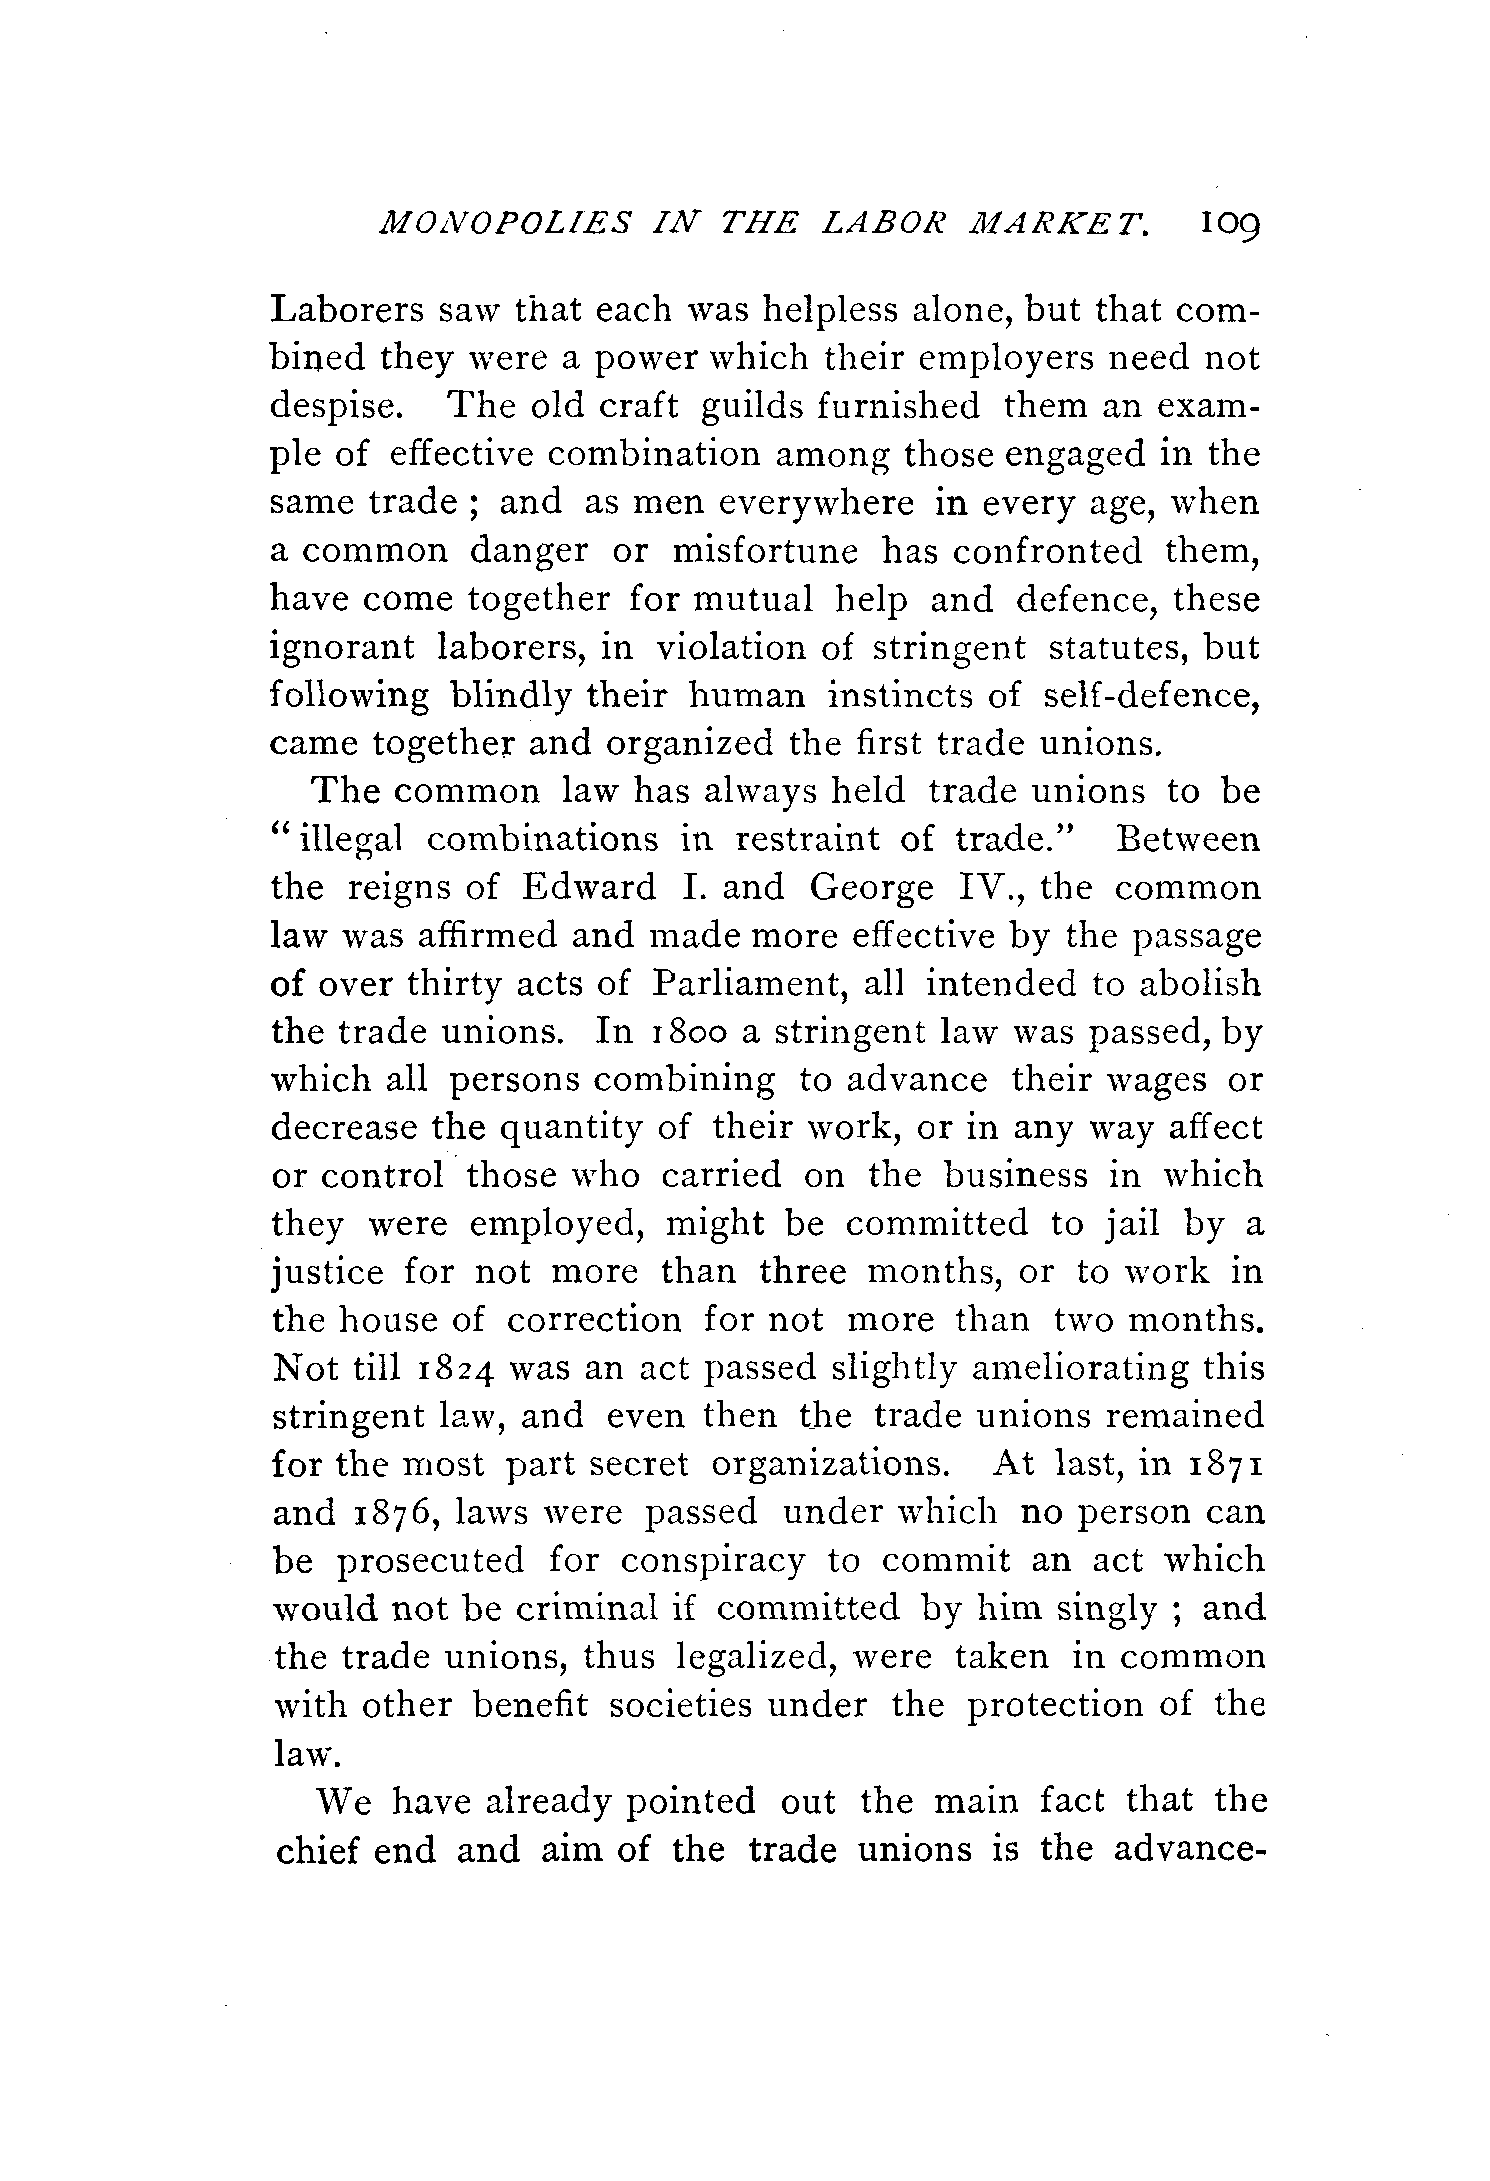 MONOPOLIES IN THE LABOR MARKET. 109
Laborers saw that each was helpless alone, but that com-
bined they were a power which their employers need not
despise. The old craft guilds furnished them an exam-
ple of effective combination among those engaged in the
same trade ; and as men everywhere in every age, when
a common danger or misfortune has confronted them,
have come together for mutual help and defence, these
ignorant laborers, in violation of stringent statutes, but
following blindly their human instincts of self-defence,
came together and organized the first trade unions.
The common law has always held trade unions to be
“ illegal combinations in restraint of trade.” Between
the reigns of Edward I. and George IV., the common
law was affirmed and made more effective by the passage
of over thirty acts of Parliament, all intended to abolish
the trade unions. In 1800 a stringent law was passed, by
which all persons combining to advance their wages or
decrease the quantity of their work, or in any way affect
or control those who carried on the business in which
they were employed, might be committed to jail by a
justice for not more than three months, or to work in
the house of correction for not more than two months.
Not till 1824 was an act passed slightly ameliorating this
stringent law, and even then the trade unions remained
for the most part secret organizations. At last, in 1871
and 1876, laws were passed under which no person can
be prosecuted for conspiracy to commit an act which
would not be criminal if committed by him singly ; and
the trade unions, thus legalized, were taken in common
with other benefit societies under the protection of the
law.
We have already pointed out the main fact that the
chief end and aim of the trade unions is the advance-